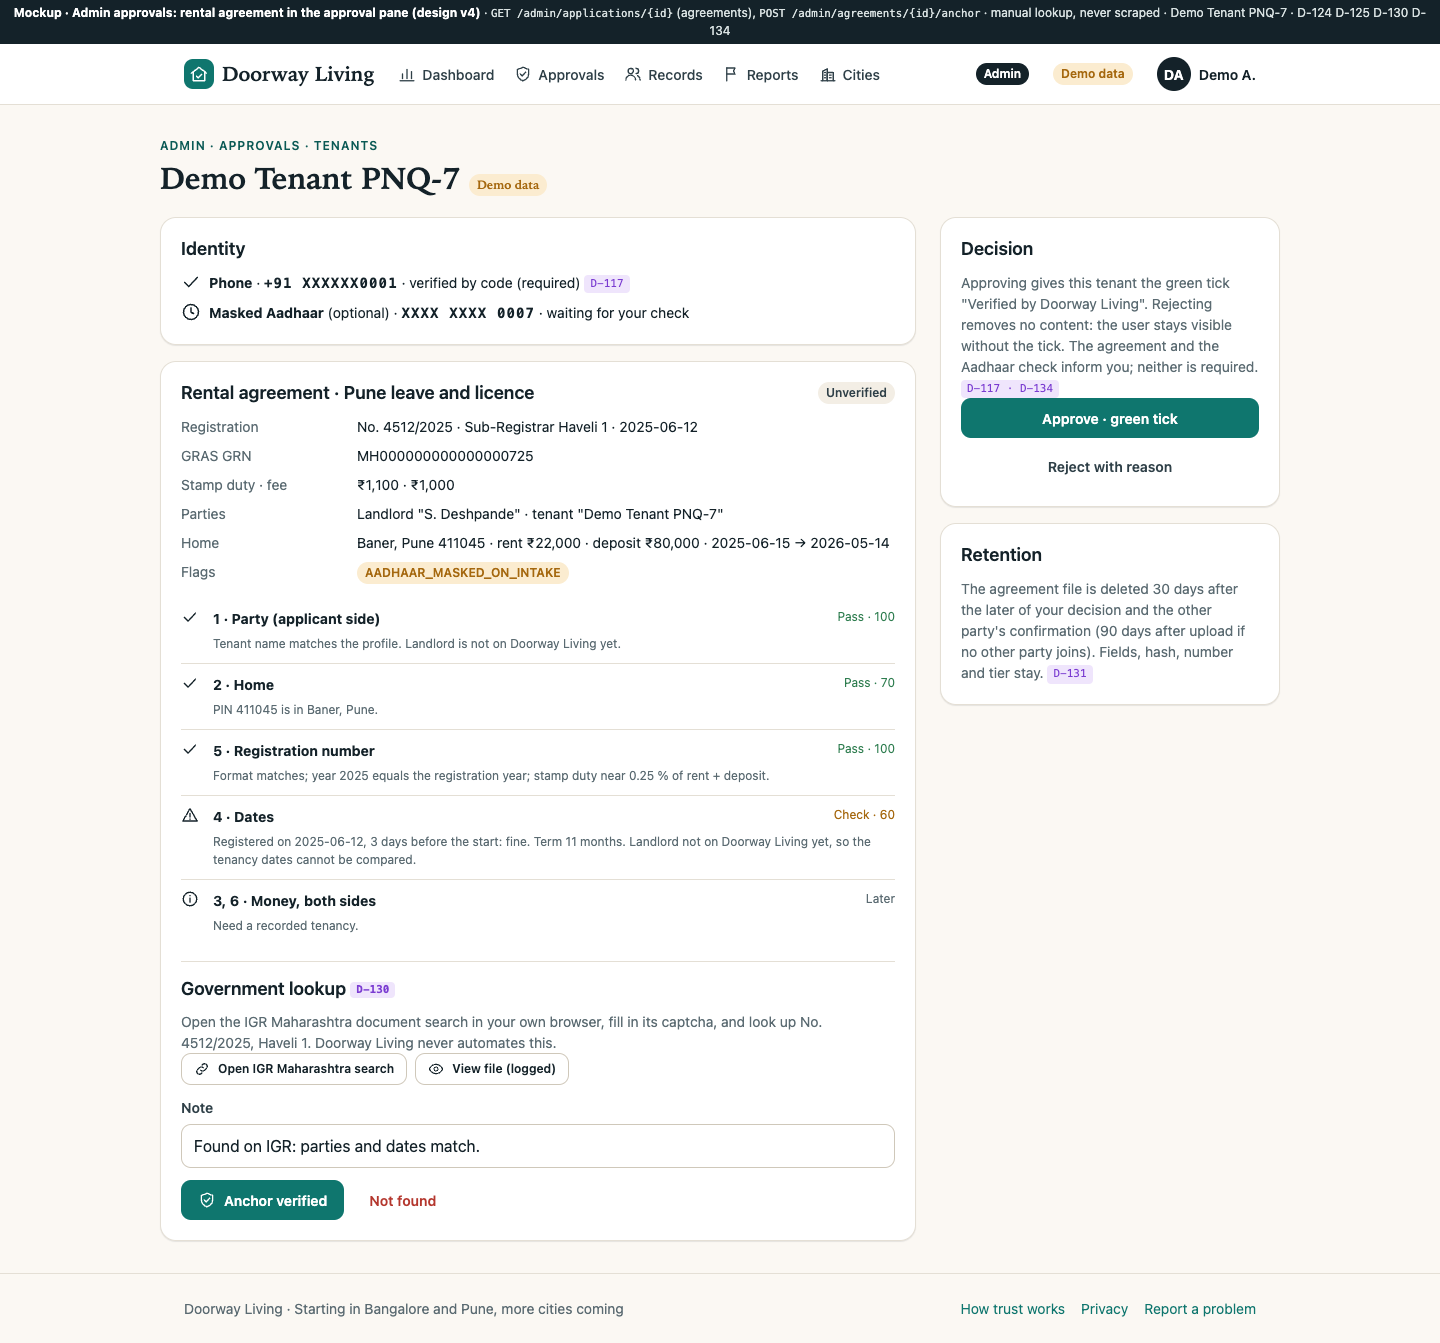 Mockup · Admin approvals: rental agreement in the approval pane (design v4) · GET /admin/applications/{id} (agreements), POST /admin/agreements/{id}/anchor · manual lookup, never scraped · Demo Tenant PNQ-7 · D-124 D-125 D-130 D-
134
Doorway Living
Dashboard
Approvals
Records
Reports
Cities
Admin
Demo data
DA
Demo A.
ADMIN · APPROVALS · TENANTS
Demo Tenant PNQ-7 Demo data
Identity
Phone · +91 XXXXXX0001 · verified by code (required) D-117
Masked Aadhaar (optional) · XXXX XXXX 0007 · waiting for your check
Rental agreement · Pune leave and licence
Unverified
Registration No. 4512/2025 · Sub-Registrar Haveli 1 · 2025-06-12
GRAS GRN MH000000000000000725
Stamp duty · fee ₹1,100 · ₹1,000
Parties Landlord "S. Deshpande" · tenant "Demo Tenant PNQ-7"
Home Baner, Pune 411045 · rent ₹22,000 · deposit ₹80,000 · 2025-06-15 → 2026-05-14
Flags AADHAAR_MASKED_ON_INTAKE
1 · Party (applicant side) Pass · 100
Tenant name matches the profile. Landlord is not on Doorway Living yet.
2 · Home Pass · 70
PIN 411045 is in Baner, Pune.
5 · Registration number Pass · 100
Format matches; year 2025 equals the registration year; stamp duty near 0.25 % of rent + deposit.
4 · Dates Check · 60
Registered on 2025-06-12, 3 days before the start: fine. Term 11 months. Landlord not on Doorway Living yet, so the
tenancy dates cannot be compared.
3, 6 · Money, both sides Later
Need a recorded tenancy.
Government lookup D-130
Open the IGR Maharashtra document search in your own browser, fill in its captcha, and look up No.
4512/2025, Haveli 1. Doorway Living never automates this.
Open IGR Maharashtra search
View file (logged)
Note
Found on IGR: parties and dates match.
Anchor verified
Not found
Decision
Approving gives this tenant the green tick
"Verified by Doorway Living". Rejecting
removes no content: the user stays visible
without the tick. The agreement and the
Aadhaar check inform you; neither is required.
D-117 · D-134
Approve · green tick
Reject with reason
Retention
The agreement file is deleted 30 days after
the later of your decision and the other
party's confirmation (90 days after upload if
no other party joins). Fields, hash, number
and tier stay. D-131
Doorway Living · Starting in Bangalore and Pune, more cities coming
How trust works
Privacy
Report a problem